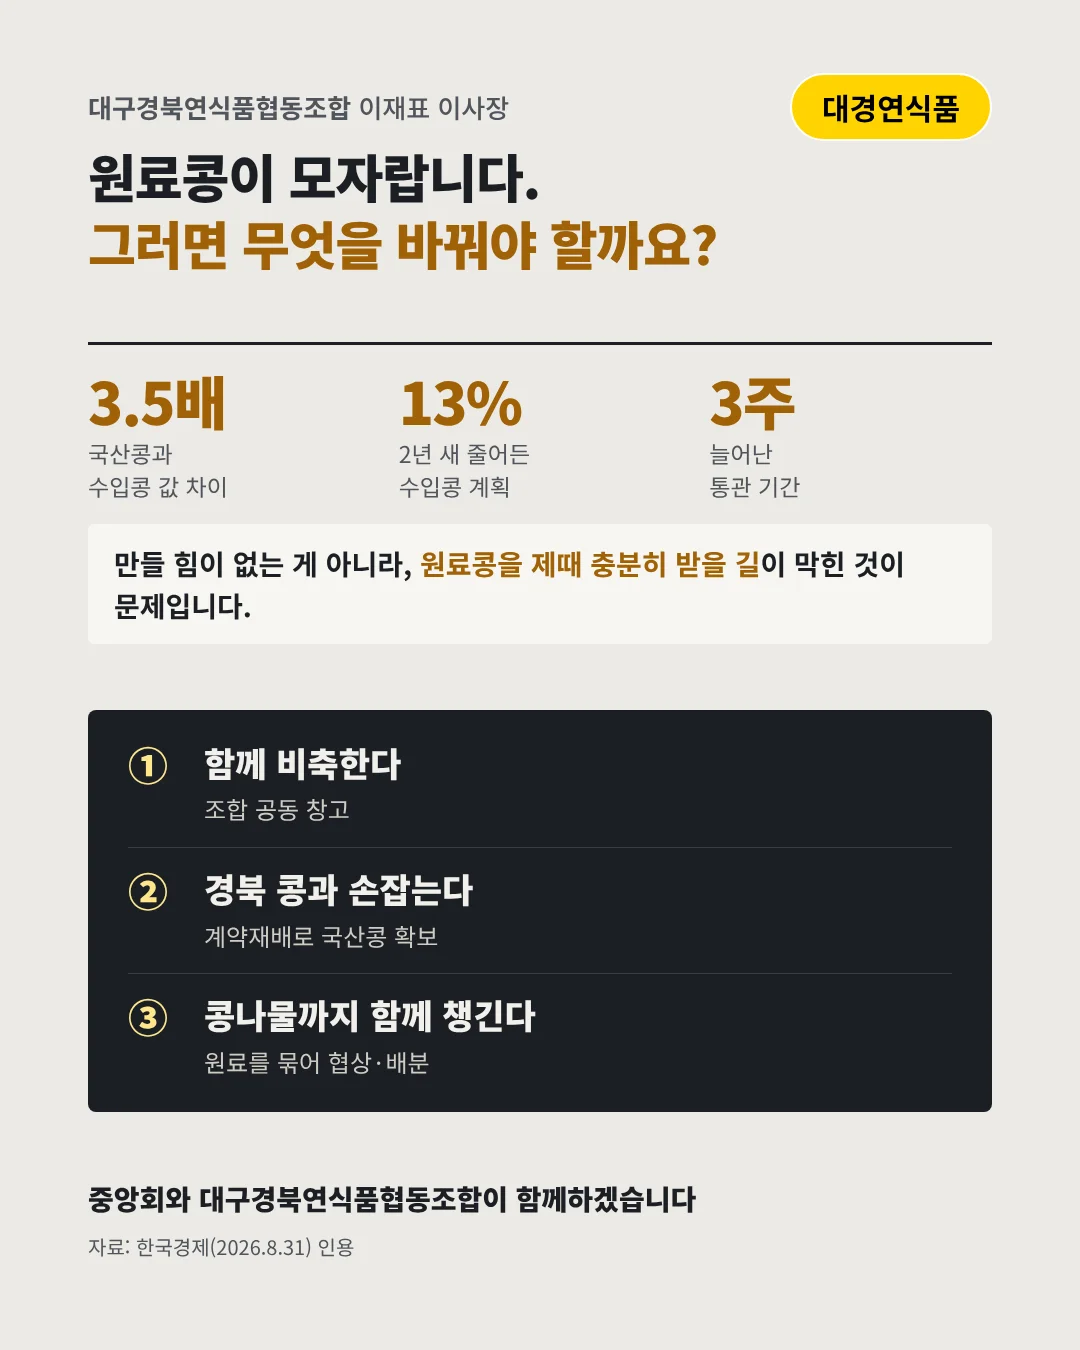 대구경북연식품협동조합 이재표 이사장
대경연식품
원료콩이 모자랍니다.
그러면 무엇을 바꿔야 할까요?
3.5배
국산콩과
수입콩 값 차이
13%
2년 새 줄어든
수입콩 계획
3주
늘어난
통관 기간
만들 힘이 없는 게 아니라, 원료콩을 제때 충분히 받을 길이 막힌 것이
문제입니다.
① 함께 비축한다
조합 공동 창고
② 경북 콩과 손잡는다
계약재배로 국산콩 확보
③ 콩나물까지 함께 챙긴다
원료를 묶어 협상·배분
중앙회와 대구경북연식품협동조합이 함께하겠습니다
자료: 한국경제(2026.8.31) 인용